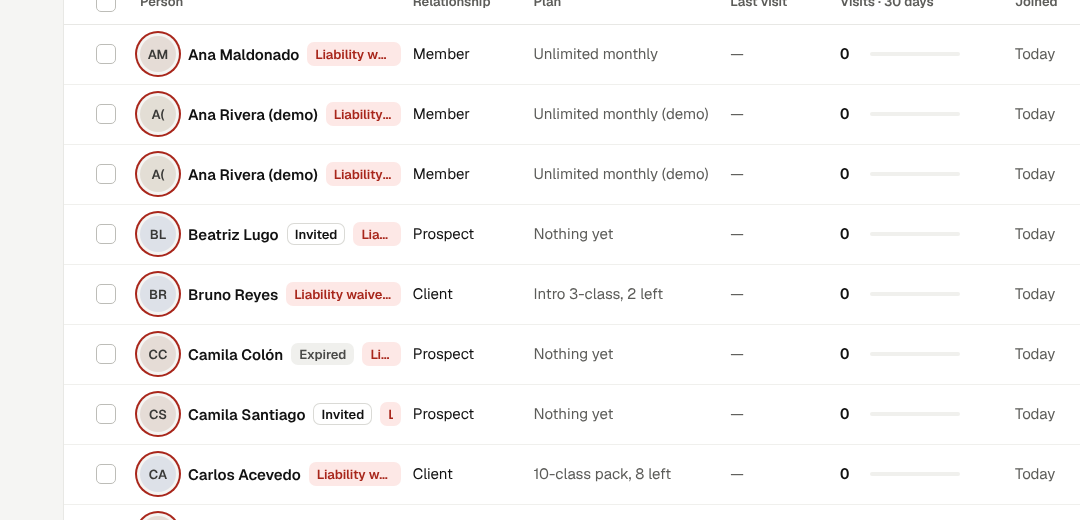 Person Relationship Plan Last visit Visits · 30 days Joined
AM Ana Maldonado Liability w... Member Unlimited monthly — 0 Today
A( Ana Rivera (demo) Liability... Member Unlimited monthly (demo) — 0 Today
A( Ana Rivera (demo) Liability... Member Unlimited monthly (demo) — 0 Today
BL Beatriz Lugo Invited Lia... Prospect Nothing yet — 0 Today
BR Bruno Reyes Liability waive... Client Intro 3-class, 2 left — 0 Today
CC Camila Colón Expired Li... Prospect Nothing yet — 0 Today
CS Camila Santiago Invited L Prospect Nothing yet — 0 Today
CA Carlos Acevedo Liability w... Client 10-class pack, 8 left — 0 Today